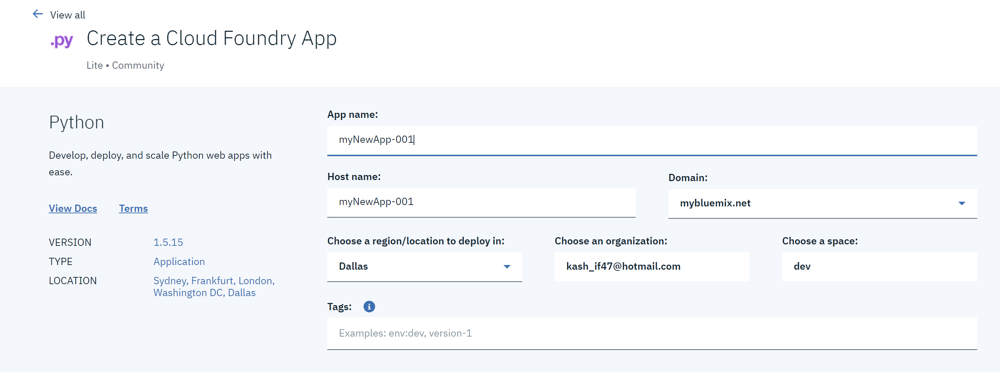 View all
.py Create a Cloud Foundry App
Lite • Community
Python
Develop, deploy, and scale Python web apps with
ease.
View Docs Terms
VERSION 1.5.15
TYPE Application
LOCATION Sydney, Frankfurt, London,
Washington DC, Dallas
App name:
myNewApp-001
Host name:
myNewApp-001
Domain:
mybluemix.net
Choose a region/location to deploy in:
Dallas
Choose an organization:
kash_if47@hotmail.com
Choose a space:
dev
Tags:
Examples: env:dev, version-1